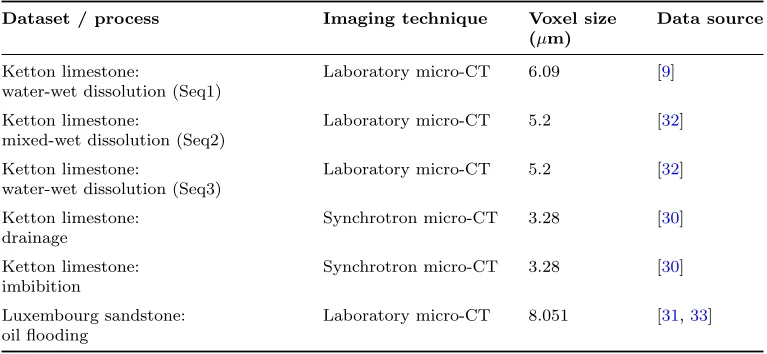 Dataset / process Imaging technique Voxel size Data source
(μm)
Ketton limestone: Laboratory micro-CT 6.09 [9]
water-wet dissolution (Seq1)
Ketton limestone: Laboratory micro-CT 5.2 [32]
mixed-wet dissolution (Seq2)
Ketton limestone: Laboratory micro-CT 5.2 [32]
water-wet dissolution (Seq3)
Ketton limestone: Synchrotron micro-CT 3.28 [30]
drainage
Ketton limestone: Synchrotron micro-CT 3.28 [30]
imbibition
Luxembourg sandstone: Laboratory micro-CT 8.051 [31, 33]
oil flooding